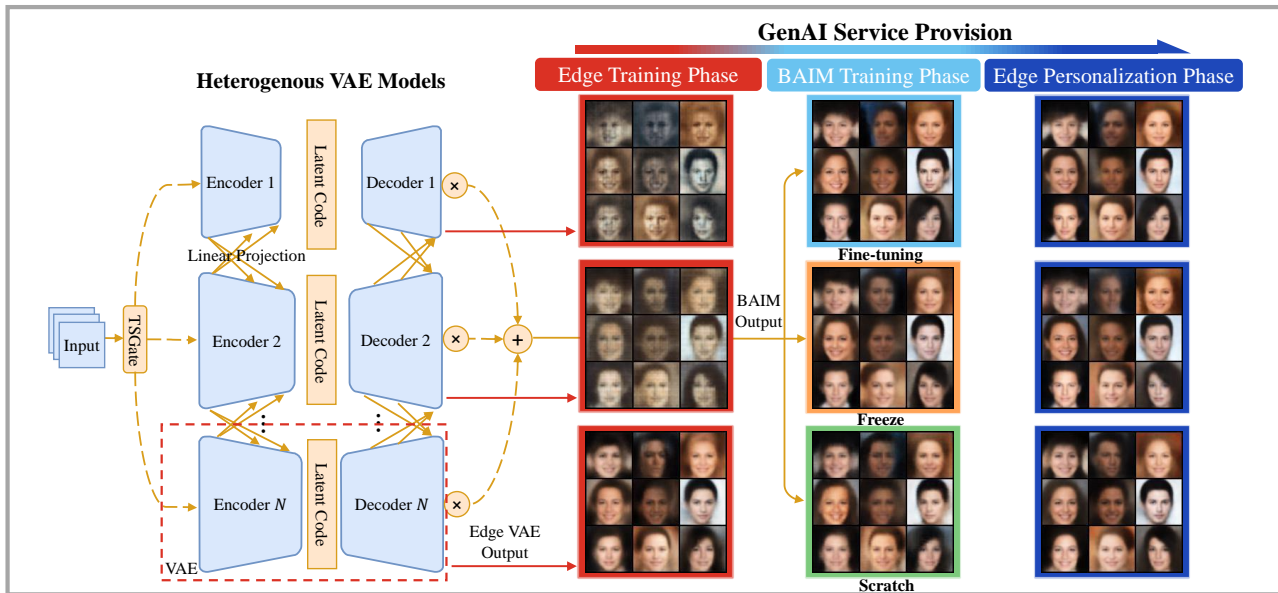 GenAI Service Provision
Heterogenous VAE Models
Edge Training Phase
BAIM Training Phase
Edge Personalization Phase
Encoder 1
Latent Code
Decoder 1
×
Linear Projection
Fine-tuning
Input
TSGate
Encoder 2
Latent Code
Decoder 2
×
+
BAIM
Output
Freeze
Encoder N
Latent Code
Decoder N
×
VAE
Edge VAE
Output
Scratch